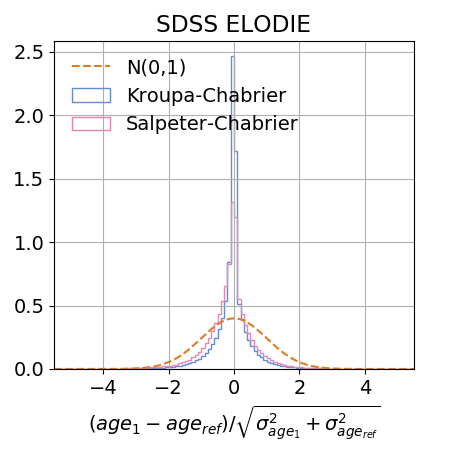 SDSS ELODIE
2.5
2.0
1.5
1.0
0.5
0.0
N(0,1)
Kroupa-Chabrier
Salpeter-Chabrier
−4 −2 0 2 4
(age₁ − age_ref)/√(σ²_age₁ + σ²_age_ref)